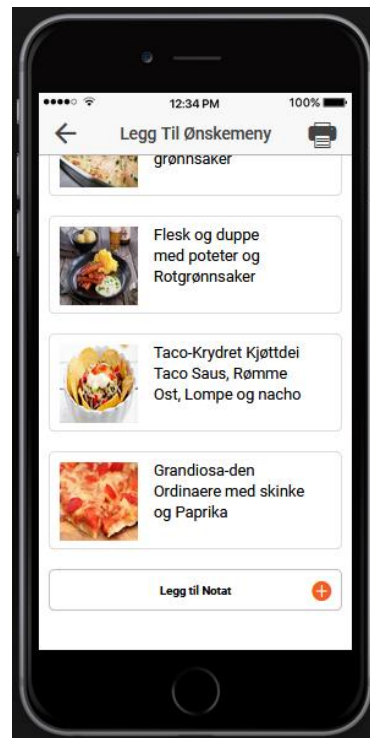 12:34 PM
100%
Legg Til Ønskemeny
grønnsaker
Flesk og duppe
med poteter og
Rotgrønnsaker
Taco-Krydret Kjøttdei
Taco Saus, Rømme
Ost, Lompe og nacho
Grandiosa-den
Ordinaere med skinke
og Paprika
Legg til Notat